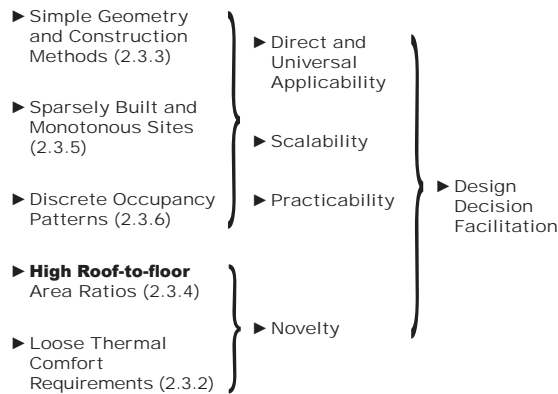 ► Simple Geometry
and Construction
Methods (2.3.3)
► Sparsely Built and
Monotonous Sites
(2.3.5)
► Discrete Occupancy
Patterns (2.3.6)
► High Roof-to-floor
Area Ratios (2.3.4)
► Loose Thermal
Comfort
Requirements (2.3.2)
► Direct and
Universal
Applicability
► Scalability
► Practicability
► Novelty
► Design
Decision
Facilitation